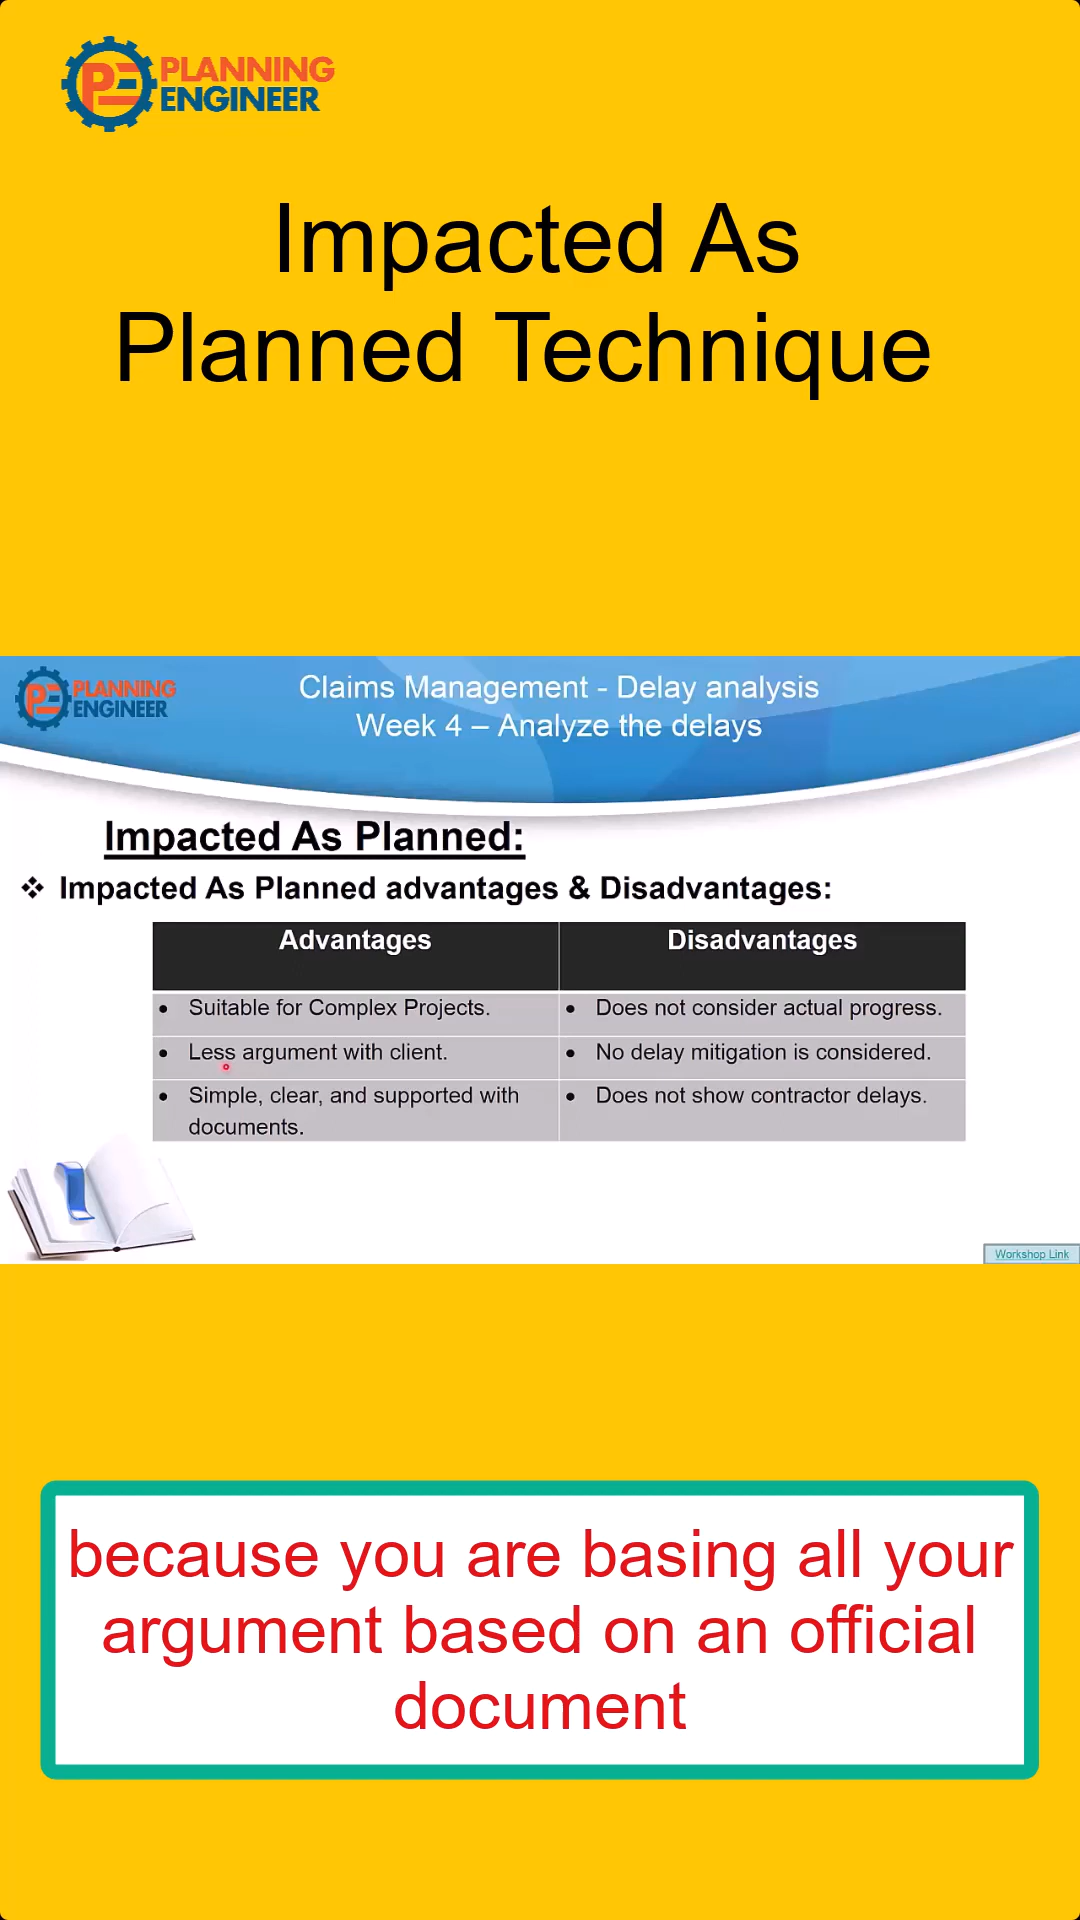 PLANNING
ENGINEER
Impacted As
Planned Technique
PLANNING
ENGINEER
Claims Management - Delay analysis
Week 4 – Analyze the delays
Impacted As Planned:
❖ Impacted As Planned advantages & Disadvantages:
Advantages
Disadvantages
• Suitable for Complex Projects.
• Does not consider actual progress.
• Less argument with client.
• No delay mitigation is considered.
• Simple, clear, and supported with
documents.
• Does not show contractor delays.
Workshop Link
because you are basing all your
argument based on an official
document